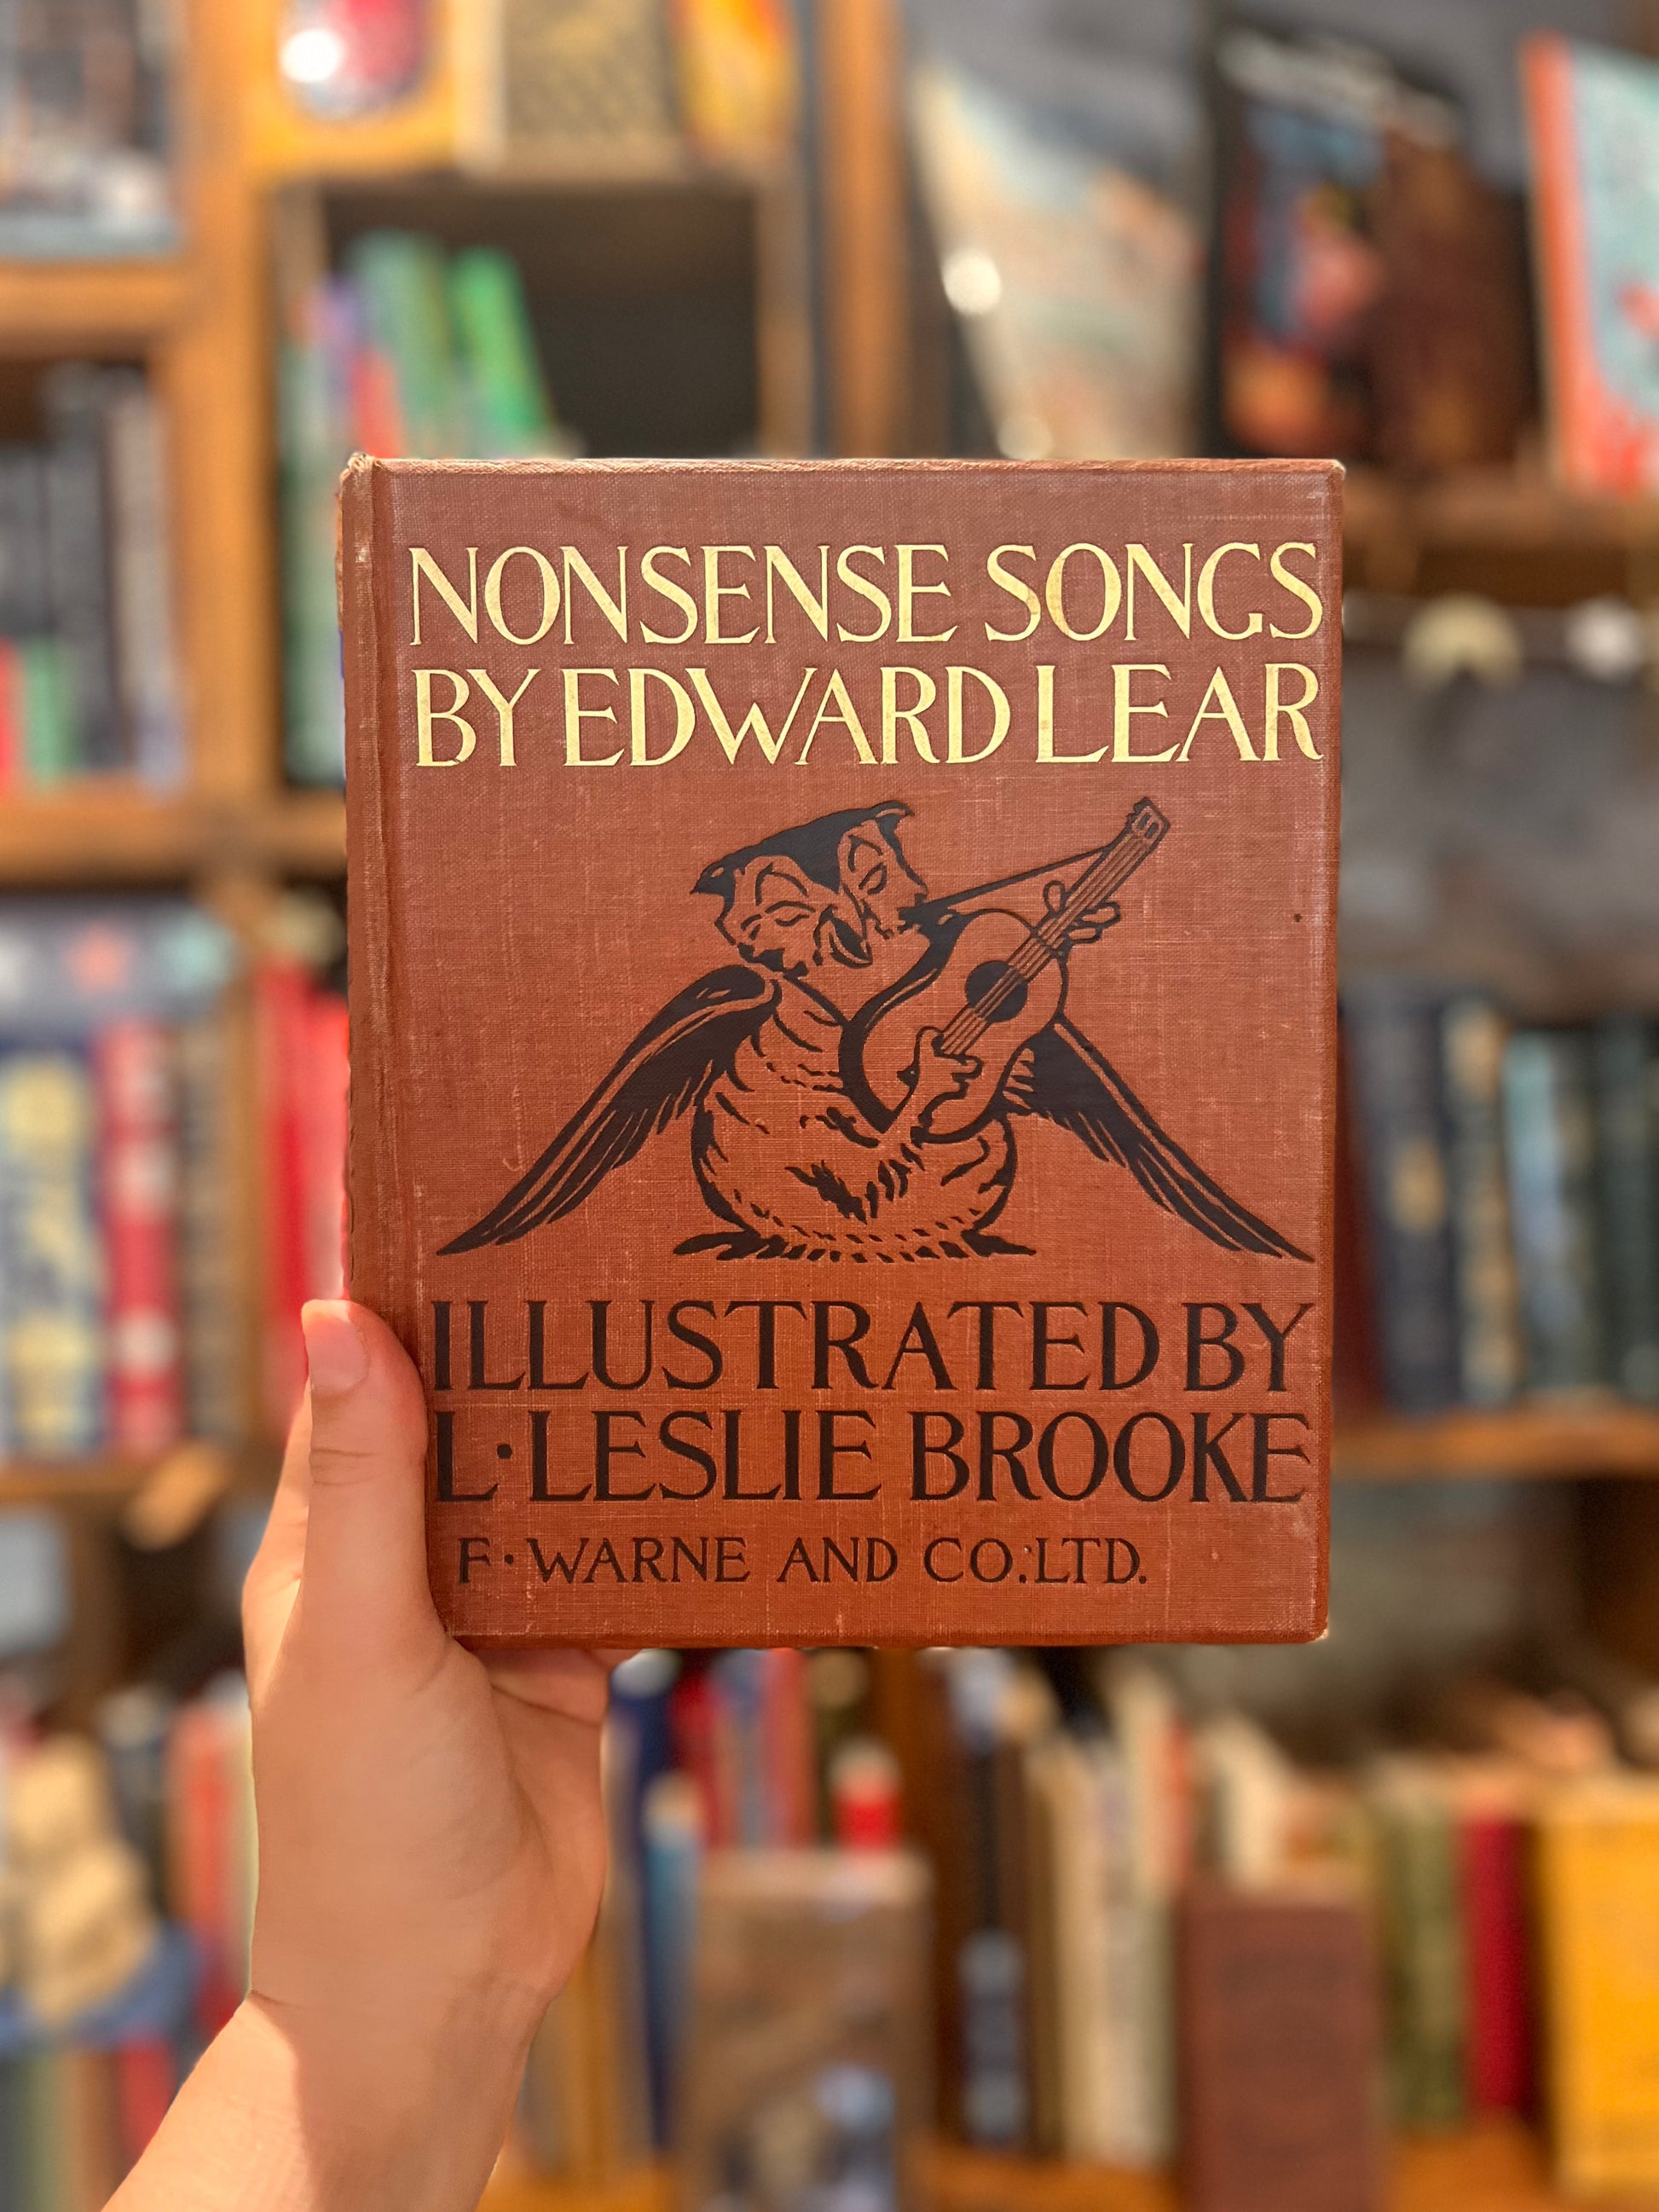 NONSENSE SONGS
BY EDWARD LEAR
ILLUSTRATED BY
L·LESLIE BROOKE
F·WARNE AND CO:LTD.